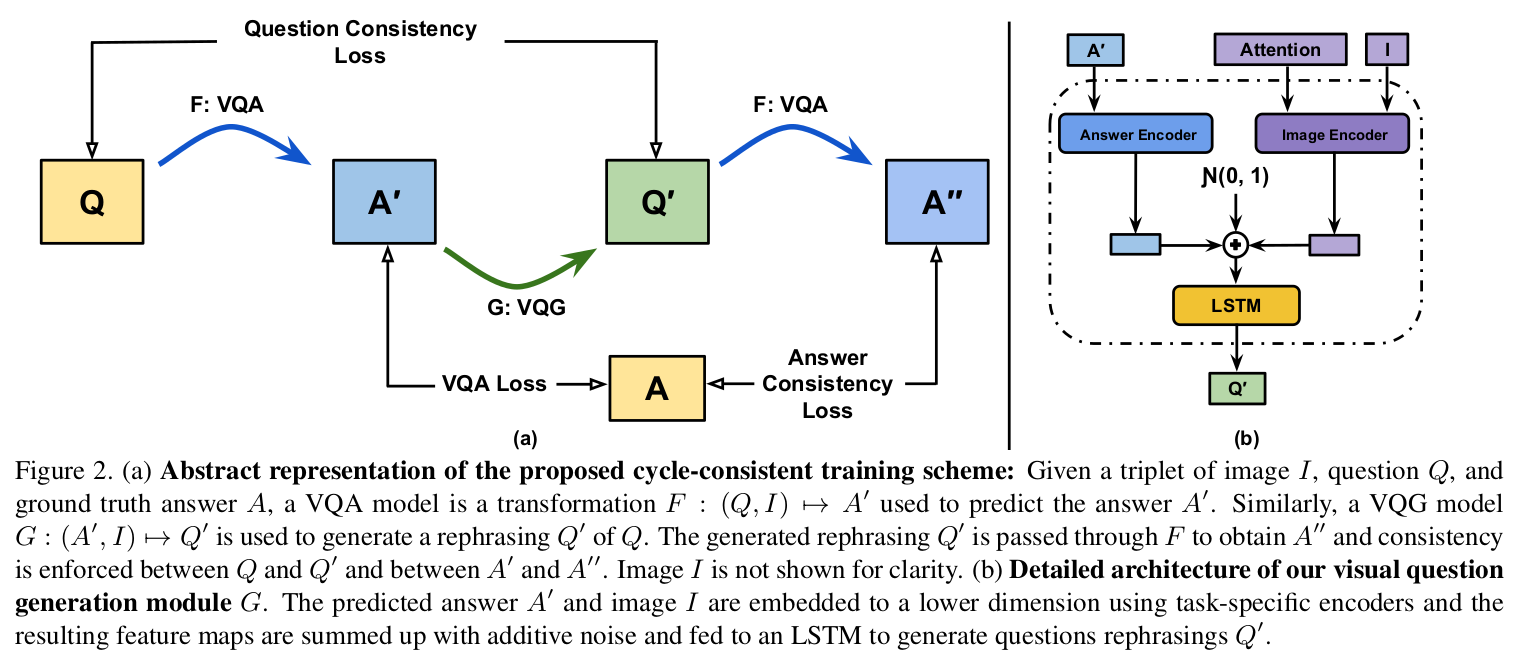 Question Consistency
Loss
F: VQA
F: VQA
Q
A′
Q′
A″
G: VQG
VQA Loss
A
Answer
Consistency
Loss
(a)
A′
Attention
I
Answer Encoder
Image Encoder
N(0, 1)
LSTM
Q′
(b)
Figure 2. (a) Abstract representation of the proposed cycle-consistent training scheme: Given a triplet of image I, question Q, and
ground truth answer A, a VQA model is a transformation F : (Q, I) ↦ A′ used to predict the answer A′. Similarly, a VQG model
G : (A′, I) ↦ Q′ is used to generate a rephrasing Q′ of Q. The generated rephrasing Q′ is passed through F to obtain A″ and consistency
is enforced between Q and Q′ and between A′ and A″. Image I is not shown for clarity. (b) Detailed architecture of our visual question
generation module G. The predicted answer A′ and image I are embedded to a lower dimension using task-specific encoders and the
resulting feature maps are summed up with additive noise and fed to an LSTM to generate questions rephrasings Q′.